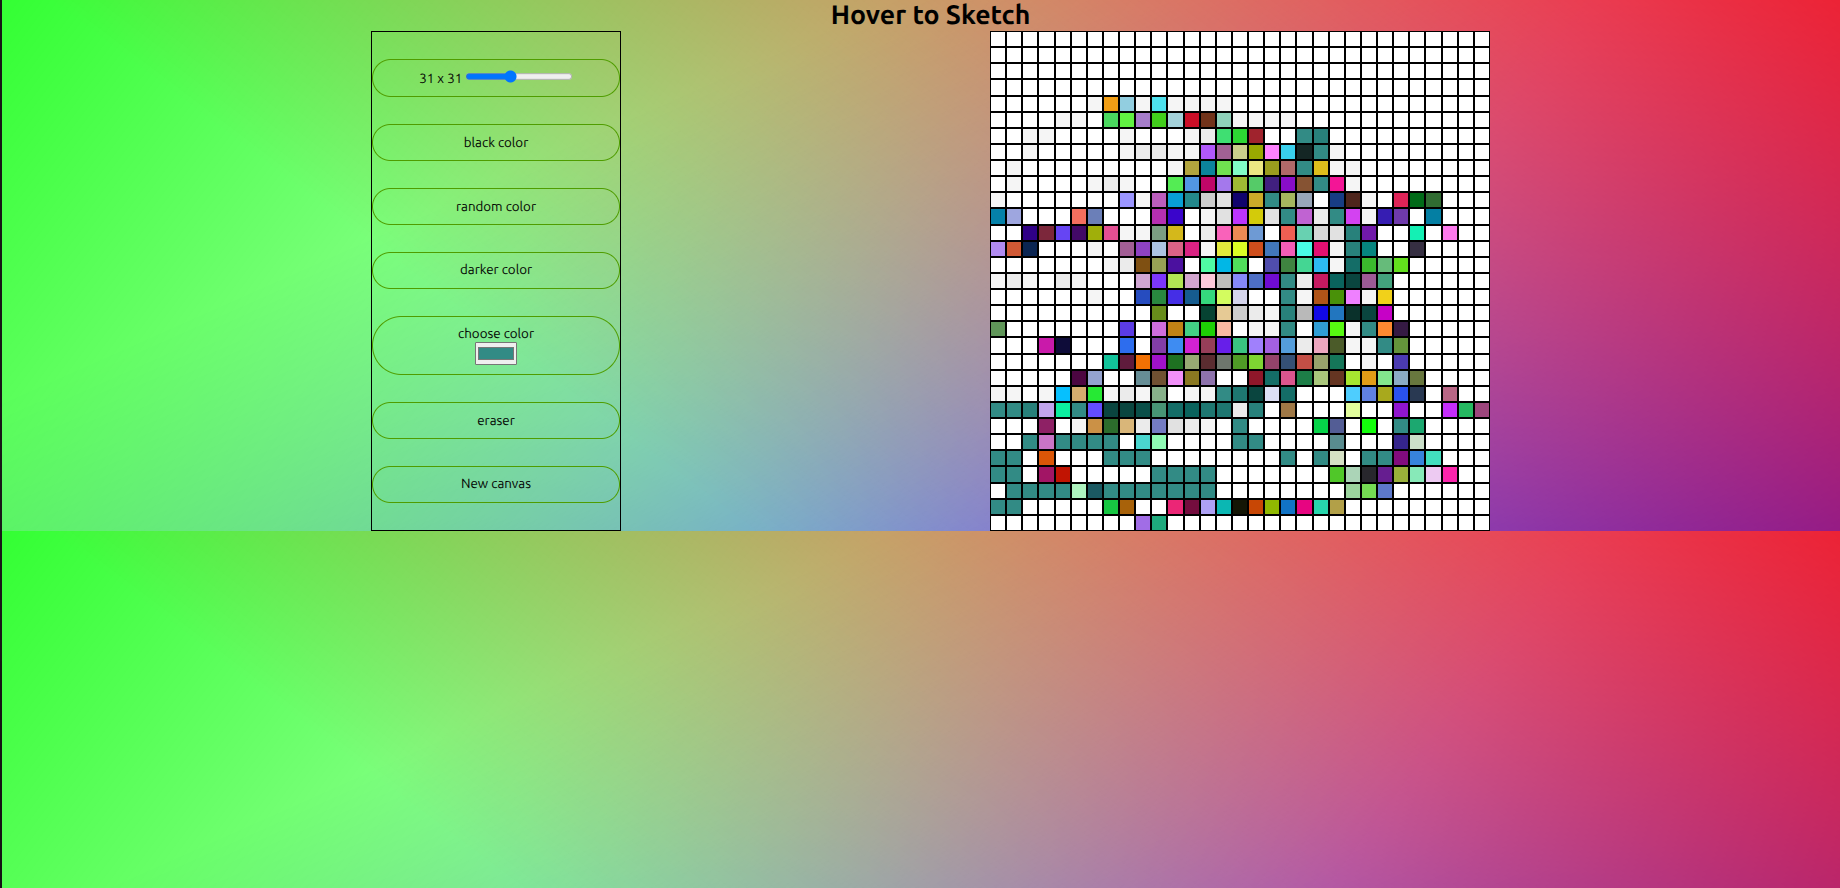 Hover to Sketch
31 x 31
black color
random color
darker color
choose color
eraser
New canvas